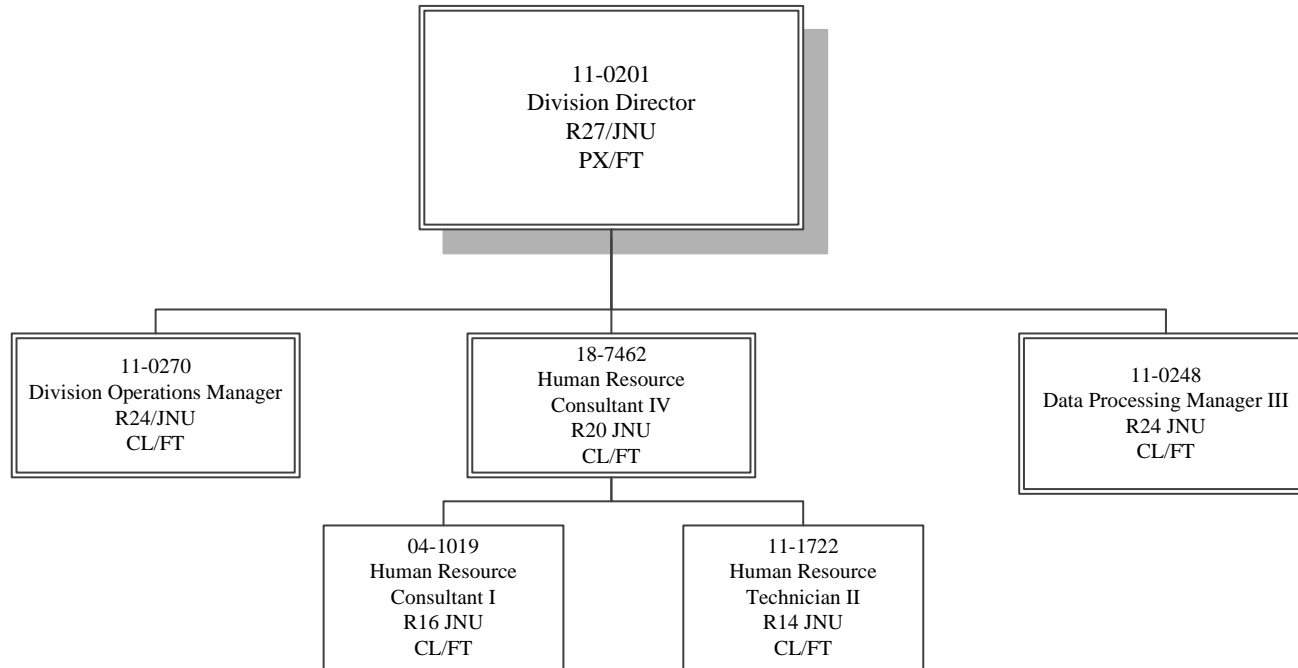 11-0201
Division Director
R27/JNU
PX/FT
11-0270
Division Operations Manager
R24/JNU
CL/FT
18-7462
Human Resource
Consultant IV
R20 JNU
CL/FT
11-0248
Data Processing Manager III
R24 JNU
CL/FT
04-1019
Human Resource
Consultant I
R16 JNU
CL/FT
11-1722
Human Resource
Technician II
R14 JNU
CL/FT